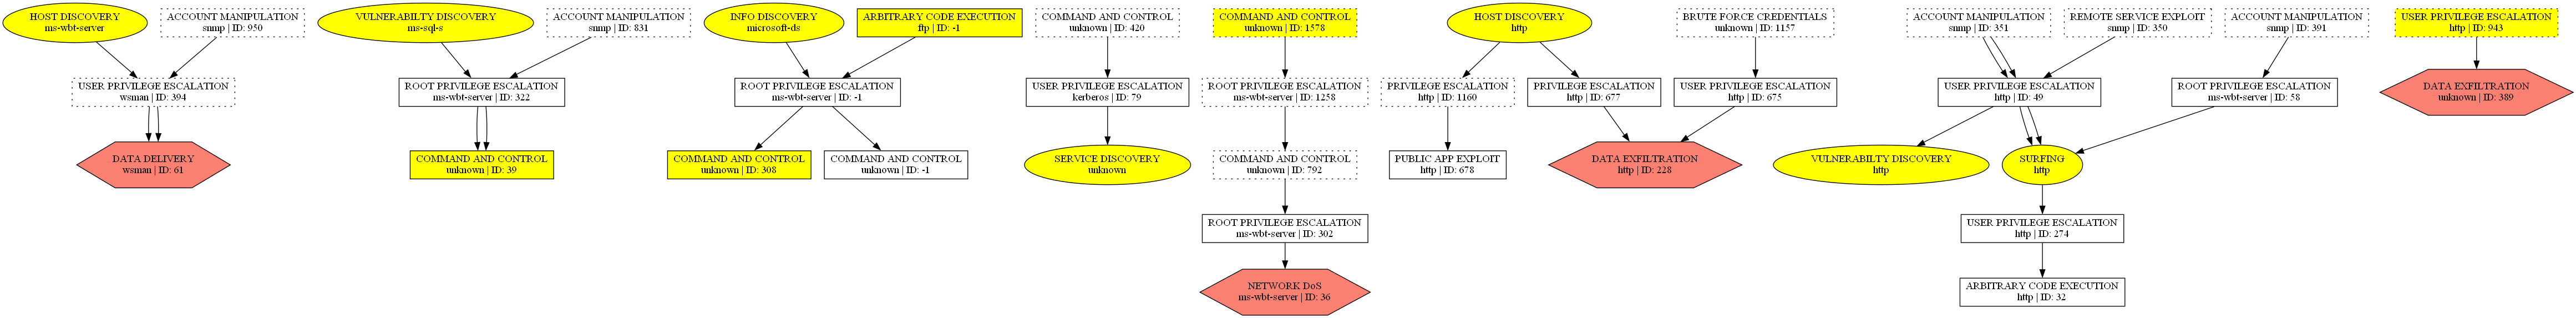 HOST DISCOVERY
ms-wbt-server
ACCOUNT MANIPULATION
snmp | ID: 950
USER PRIVILEGE ESCALATION
wsman | ID: 394
DATA DELIVERY
wsman | ID: 61
VULNERABILTY DISCOVERY
ms-sql-s
ACCOUNT MANIPULATION
snmp | ID: 831
ROOT PRIVILEGE ESCALATION
ms-wbt-server | ID: 322
COMMAND AND CONTROL
unknown | ID: 39
INFO DISCOVERY
microsoft-ds
ARBITRARY CODE EXECUTION
ftp | ID: -1
ROOT PRIVILEGE ESCALATION
ms-wbt-server | ID: -1
COMMAND AND CONTROL
unknown | ID: 308
COMMAND AND CONTROL
unknown | ID: -1
COMMAND AND CONTROL
unknown | ID: 420
USER PRIVILEGE ESCALATION
kerberos | ID: 79
SERVICE DISCOVERY
unknown
COMMAND AND CONTROL
unknown | ID: 1578
ROOT PRIVILEGE ESCALATION
ms-wbt-server | ID: 1258
COMMAND AND CONTROL
unknown | ID: 792
ROOT PRIVILEGE ESCALATION
ms-wbt-server | ID: 302
NETWORK DoS
ms-wbt-server | ID: 36
HOST DISCOVERY
http
PRIVILEGE ESCALATION
http | ID: 1160
PRIVILEGE ESCALATION
http | ID: 677
PUBLIC APP EXPLOIT
http | ID: 678
BRUTE FORCE CREDENTIALS
unknown | ID: 1157
USER PRIVILEGE ESCALATION
http | ID: 675
DATA EXFILTRATION
http | ID: 228
ACCOUNT MANIPULATION
snmp | ID: 351
REMOTE SERVICE EXPLOIT
snmp | ID: 350
ACCOUNT MANIPULATION
snmp | ID: 391
USER PRIVILEGE ESCALATION
http | ID: 49
ROOT PRIVILEGE ESCALATION
ms-wbt-server | ID: 58
VULNERABILTY DISCOVERY
http
SURFING
http
USER PRIVILEGE ESCALATION
http | ID: 274
ARBITRARY CODE EXECUTION
http | ID: 32
USER PRIVILEGE ESCALATION
http | ID: 943
DATA EXFILTRATION
unknown | ID: 389